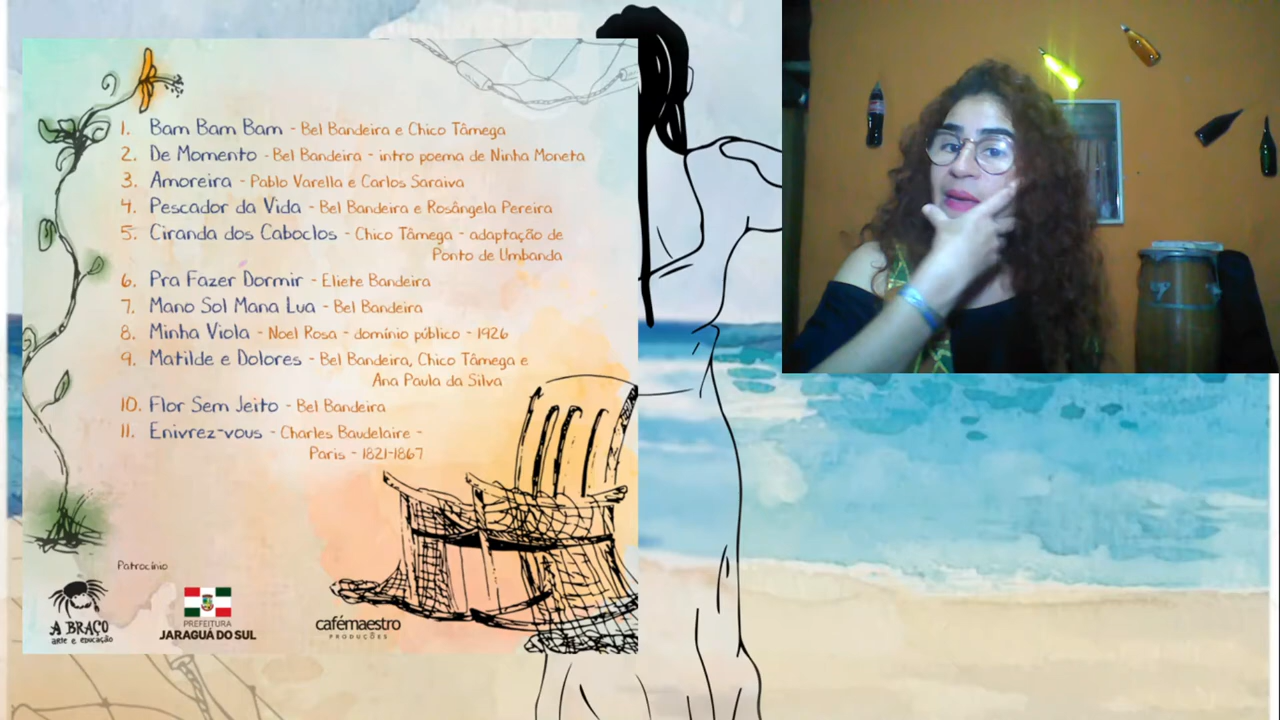 1. Bam Bam Bam - Bel Bandeira e Chico Tâmega
2. De Momento - Bel Bandeira - intro poema de Ninha Moneta
3. Amoreira - Pablo Varella e Carlos Saraiva
4. Pescador da Vida - Bel Bandeira e Rosângela Pereira
5. Ciranda dos Caboclos - Chico Tâmega - adaptação de
Ponto de Umbanda
6. Pra Fazer Dormir - Eliete Bandeira
7. Mano Sol Mana Lua - Bel Bandeira
8. Minha Viola - Noel Rosa - domínio público - 1926
9. Matilde e Dolores - Bel Bandeira, Chico Tâmega e
Ana Paula da Silva
10. Flor Sem Jeito - Bel Bandeira
11. Enivrez-vous - Charles Baudelaire -
Paris - 1821-1867
Patrocínio
A BRAÇO
arte e educação
PREFEITURA
JARAGUÁ DO SUL
cafémaestro
PRODUÇÕES